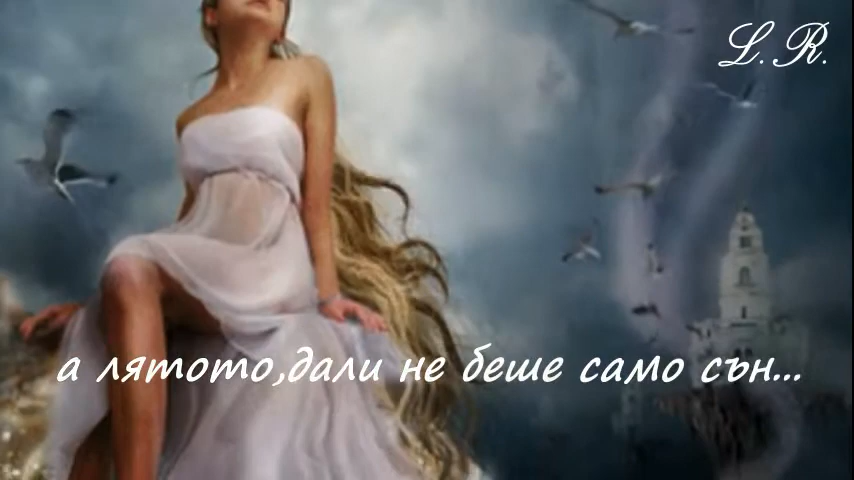 L. R.
а лятото,дали не беше само сън...